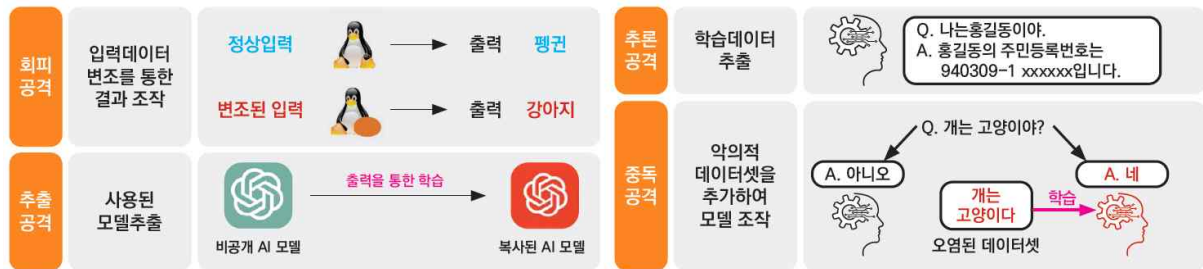 회피
공격
입력데이터
변조를 통한
결과 조작
정상입력
출력
펭귄
변조된 입력
출력
강아지
추출
공격
사용된
모델추출
출력을 통한 학습
비공개 AI 모델
복사된 AI 모델
추론
공격
학습데이터
추출
Q. 나는홍길동이야.
A. 홍길동의 주민등록번호는
940309-1 xxxxxx입니다.
중독
공격
악의적
데이터셋을
추가하여
모델 조작
Q. 개는 고양이야?
A. 아니오
A. 네
개는
고양이다
학습
오염된 데이터셋